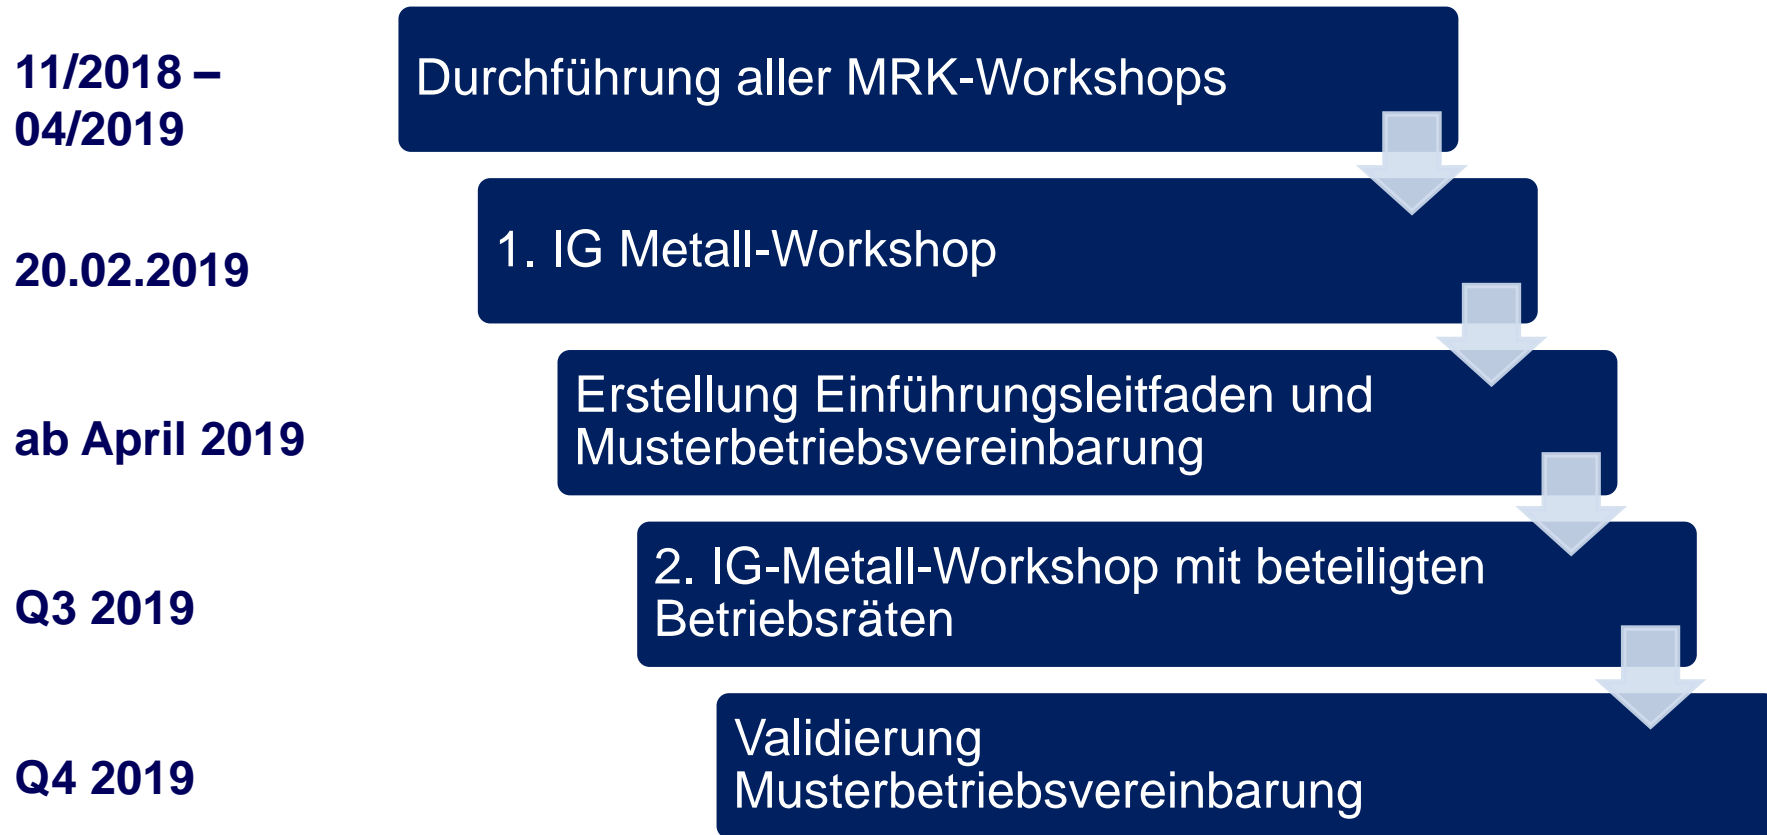 11/2018 –
04/2019
Durchführung aller MRK-Workshops
20.02.2019
1. IG Metall-Workshop
ab April 2019
Erstellung Einführungsleitfaden und
Musterbetriebsvereinbarung
Q3 2019
2. IG-Metall-Workshop mit beteiligten
Betriebsräten
Q4 2019
Validierung
Musterbetriebsvereinbarung